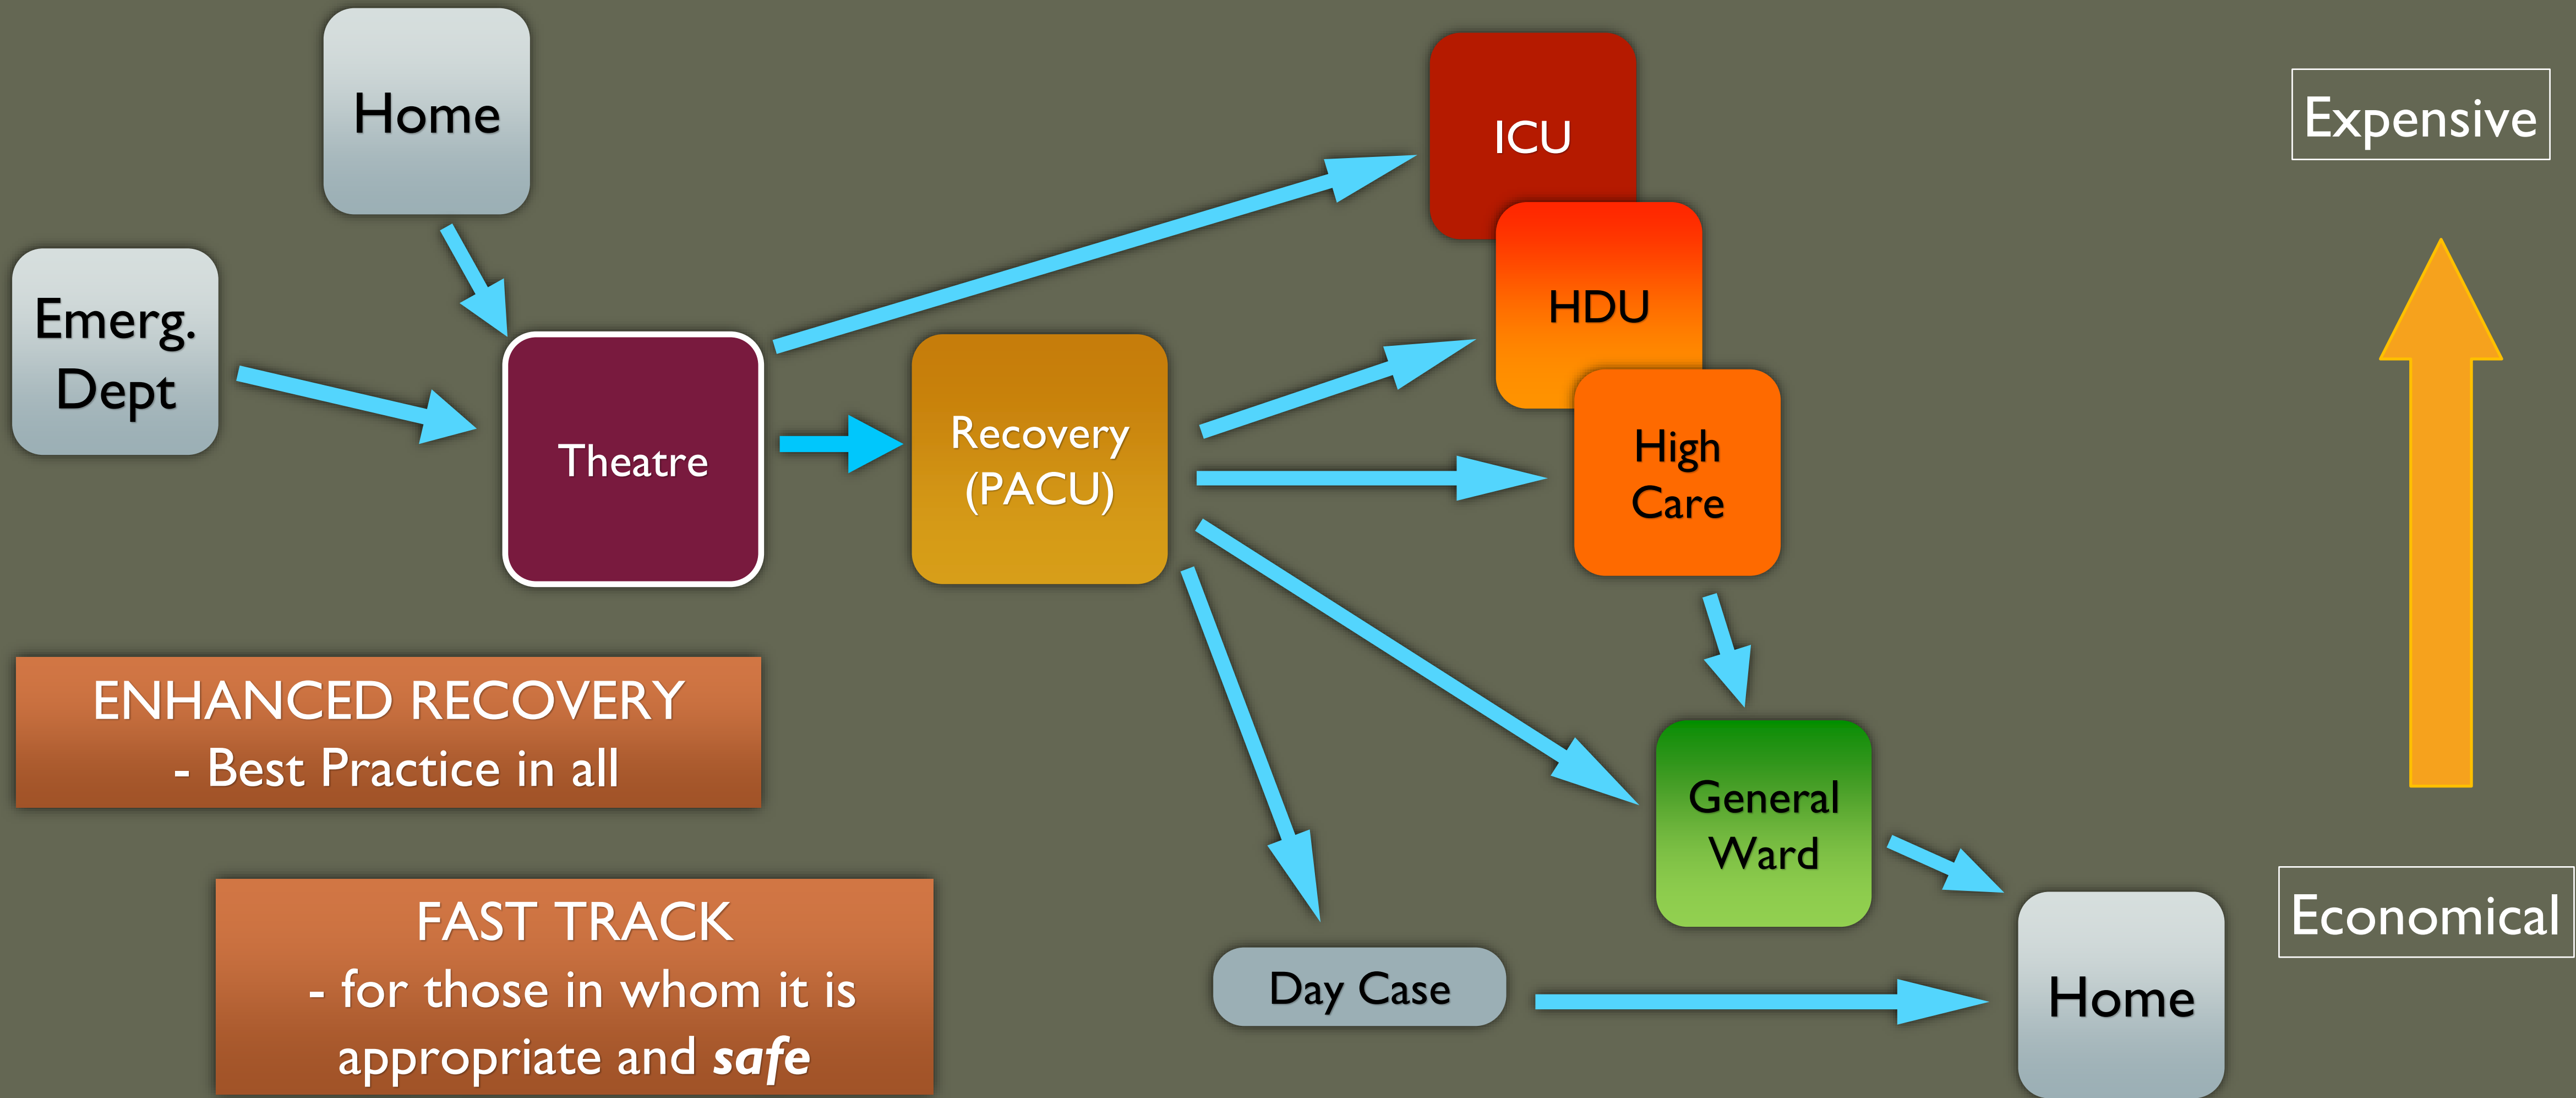 Home
Emerg.
Dept
Theatre
Recovery
(PACU)
ICU
HDU
High
Care
General
Ward
Day Case
Home
Expensive
Economical
ENHANCED RECOVERY
- Best Practice in all
FAST TRACK
- for those in whom it is
appropriate and safe